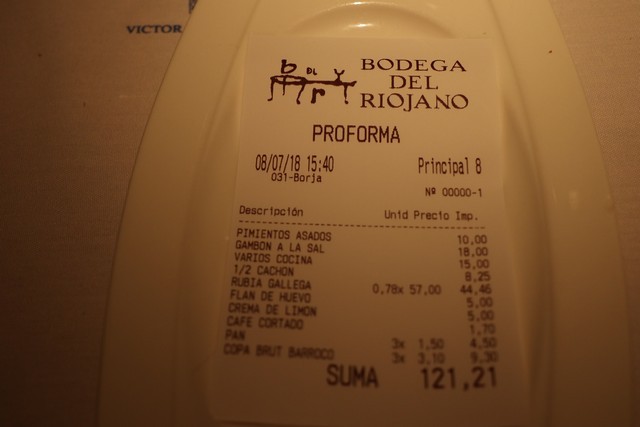 VICTOR
BODEGA
DEL
RIOJANO
PROFORMA
08/07/18 15:40 Principal 8
031-Borja
Nº 00000-1
Descripción Unid Precio Imp.
PIMIENTOS ASADOS 10,00
GAMBON A LA SAL 18,00
VARIOS COCINA 15,00
1/2 CACHON 8,25
RUBIA GALLEGA 0,78x 57,00 44,46
FLAN DE HUEVO 5,00
CREMA DE LIMON 5,00
CAFE CORTADO 1,70
PAN 3x 1,50 4,50
COPA BRUT BARROCO 3x 3,10 9,30
SUMA 121,21